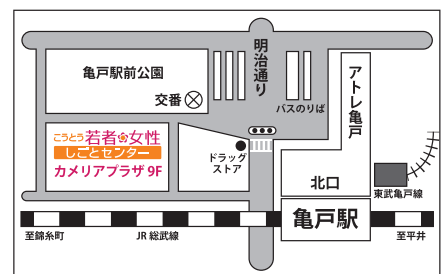 亀戸駅前公園
交番
明治通り
バスのりば
アトレ亀戸
こうとう若者女性
しごとセンター
カメリアプラザ 9F
ドラッグ
ストア
北口
東武亀戸線
亀戸駅
至錦糸町
JR 総武線
至平井